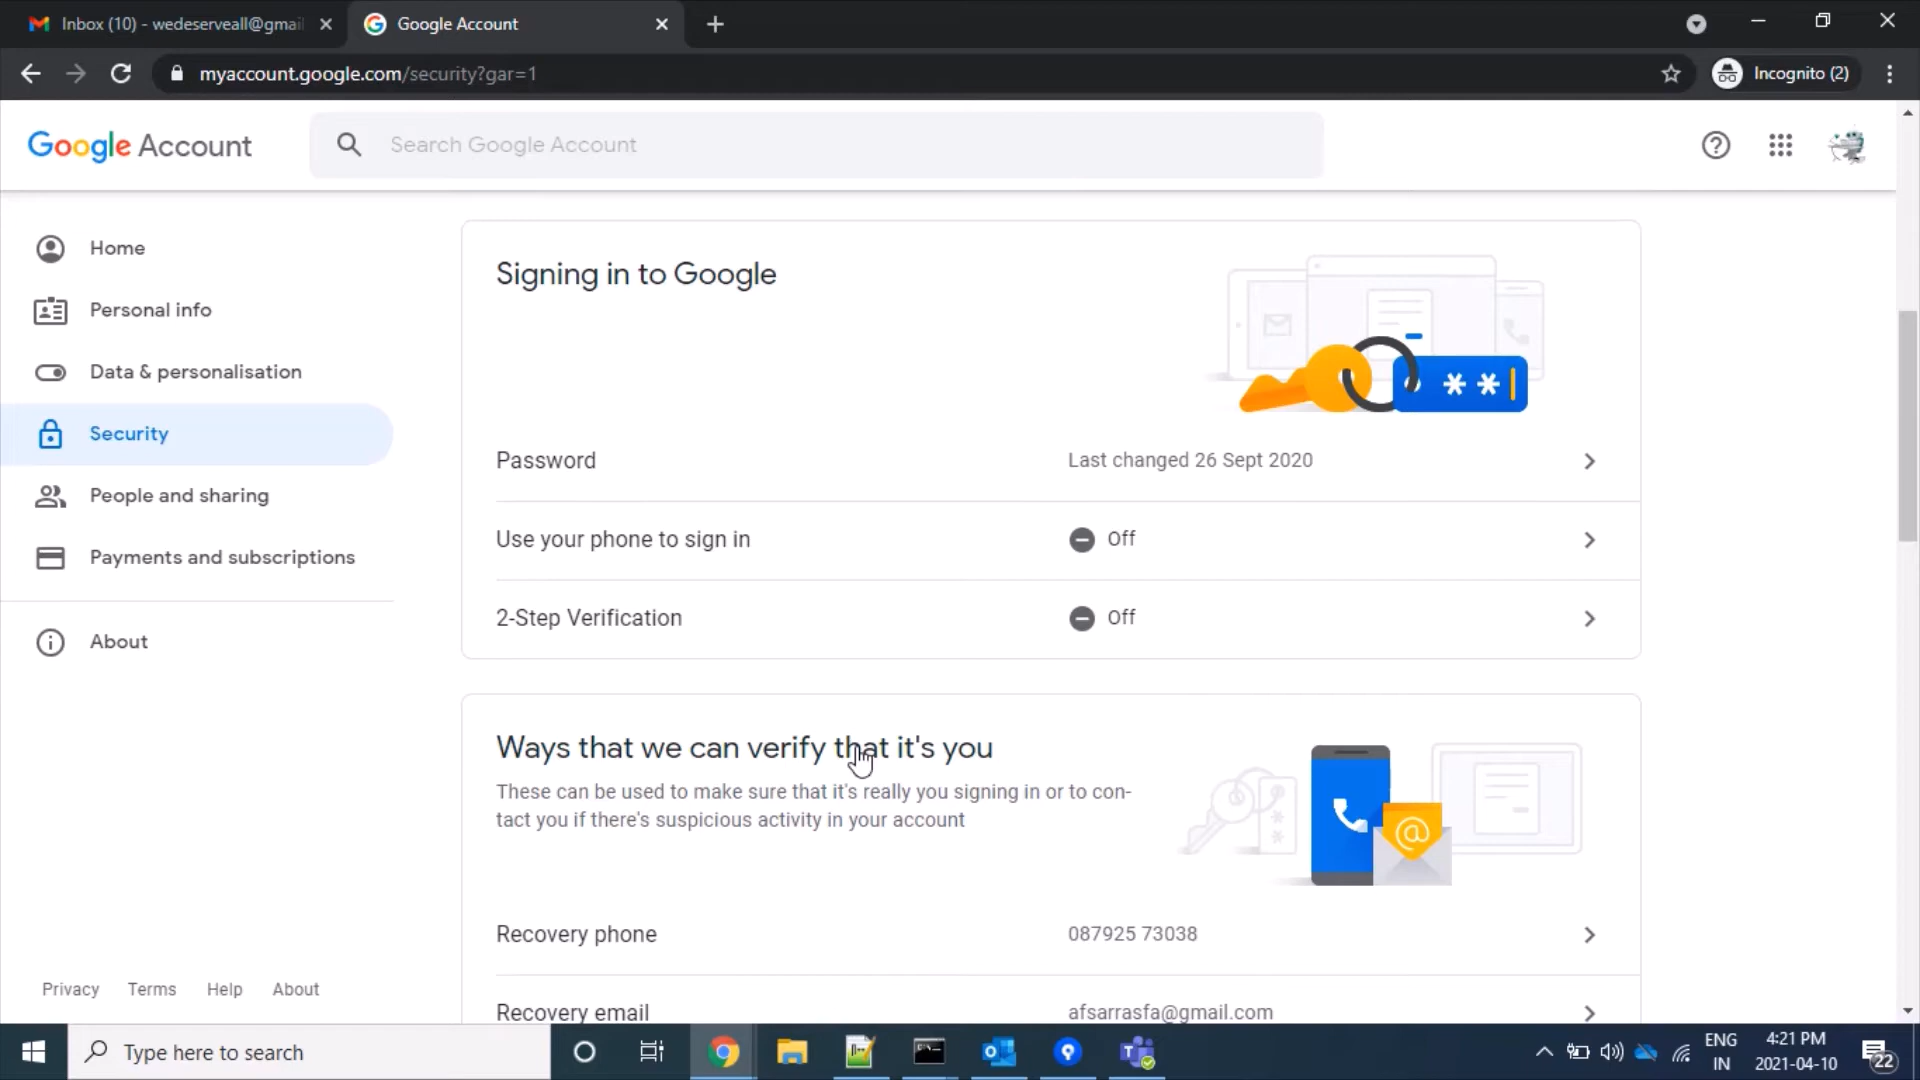 Inbox (10) - wedeserveall@gmai
Google Account
myaccount.google.com/security?gar=1
Incognito (2)
Google Account
Search Google Account
Home
Personal info
Data & personalisation
Security
People and sharing
Payments and subscriptions
About
Privacy Terms Help About
Signing in to Google
**
Password Last changed 26 Sept 2020
Use your phone to sign in Off
2-Step Verification Off
Ways that we can verify that it's you
These can be used to make sure that it's really you signing in or to con-
tact you if there's suspicious activity in your account
@
Recovery phone 087925 73038
Recovery email afsarrasfa@gmail.com
Type here to search
ENG
IN
4:21 PM
2021-04-10
22